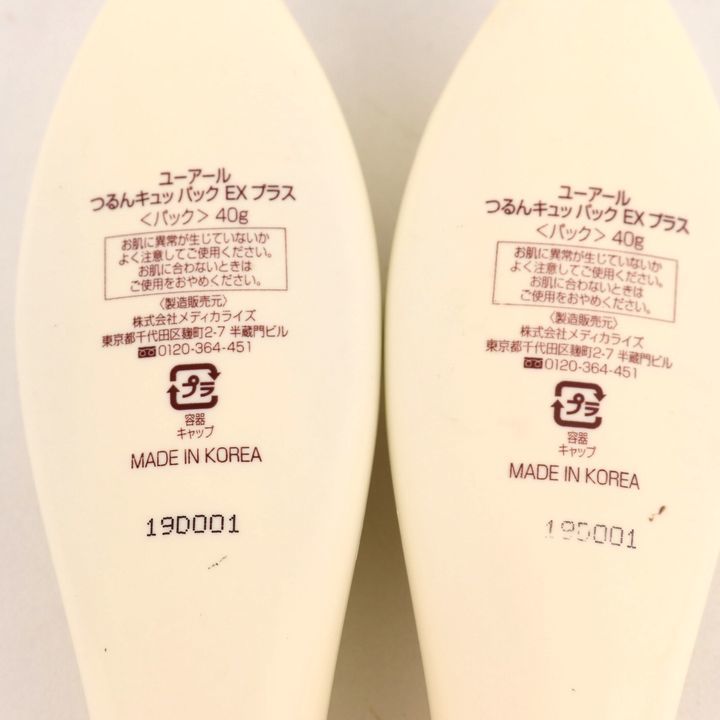 ユーアール
つるんキュッ パック EX プラス
〈パック〉 40g
お肌に異常が生じていないか
よく注意してご使用ください。
お肌に合わないときは
ご使用をおやめください。
〈製造販売元〉
株式会社メディカライズ
東京都千代田区麹町2-7 半蔵門ビル
0120-364-451
プラ
容器
キャップ
MADE IN KOREA
19D001
ユーアール
つるんキュッ パック EX プラス
〈パック〉 40g
お肌に異常が生じていないか
よく注意してご使用ください。
お肌に合わないときは
ご使用をおやめください。
〈製造販売元〉
株式会社メディカライズ
東京都千代田区麹町2-7 半蔵門ビル
0120-364-451
プラ
容器
キャップ
MADE IN KOREA
19D001